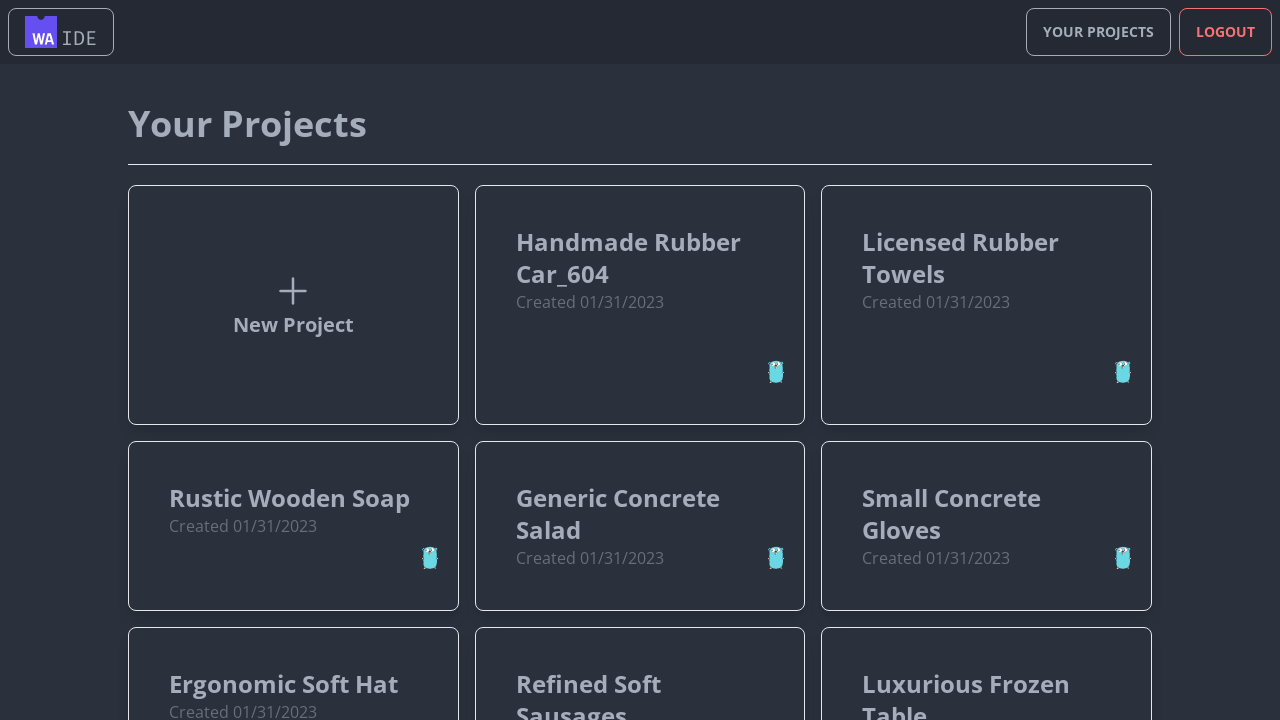 WA IDE
YOUR PROJECTS
LOGOUT
Your Projects
New Project
Handmade Rubber
Car_604
Created 01/31/2023
Licensed Rubber
Towels
Created 01/31/2023
Rustic Wooden Soap
Created 01/31/2023
Generic Concrete
Salad
Created 01/31/2023
Small Concrete
Gloves
Created 01/31/2023
Ergonomic Soft Hat
Created 01/31/2023
Refined Soft
Sausages
Luxurious Frozen
Table